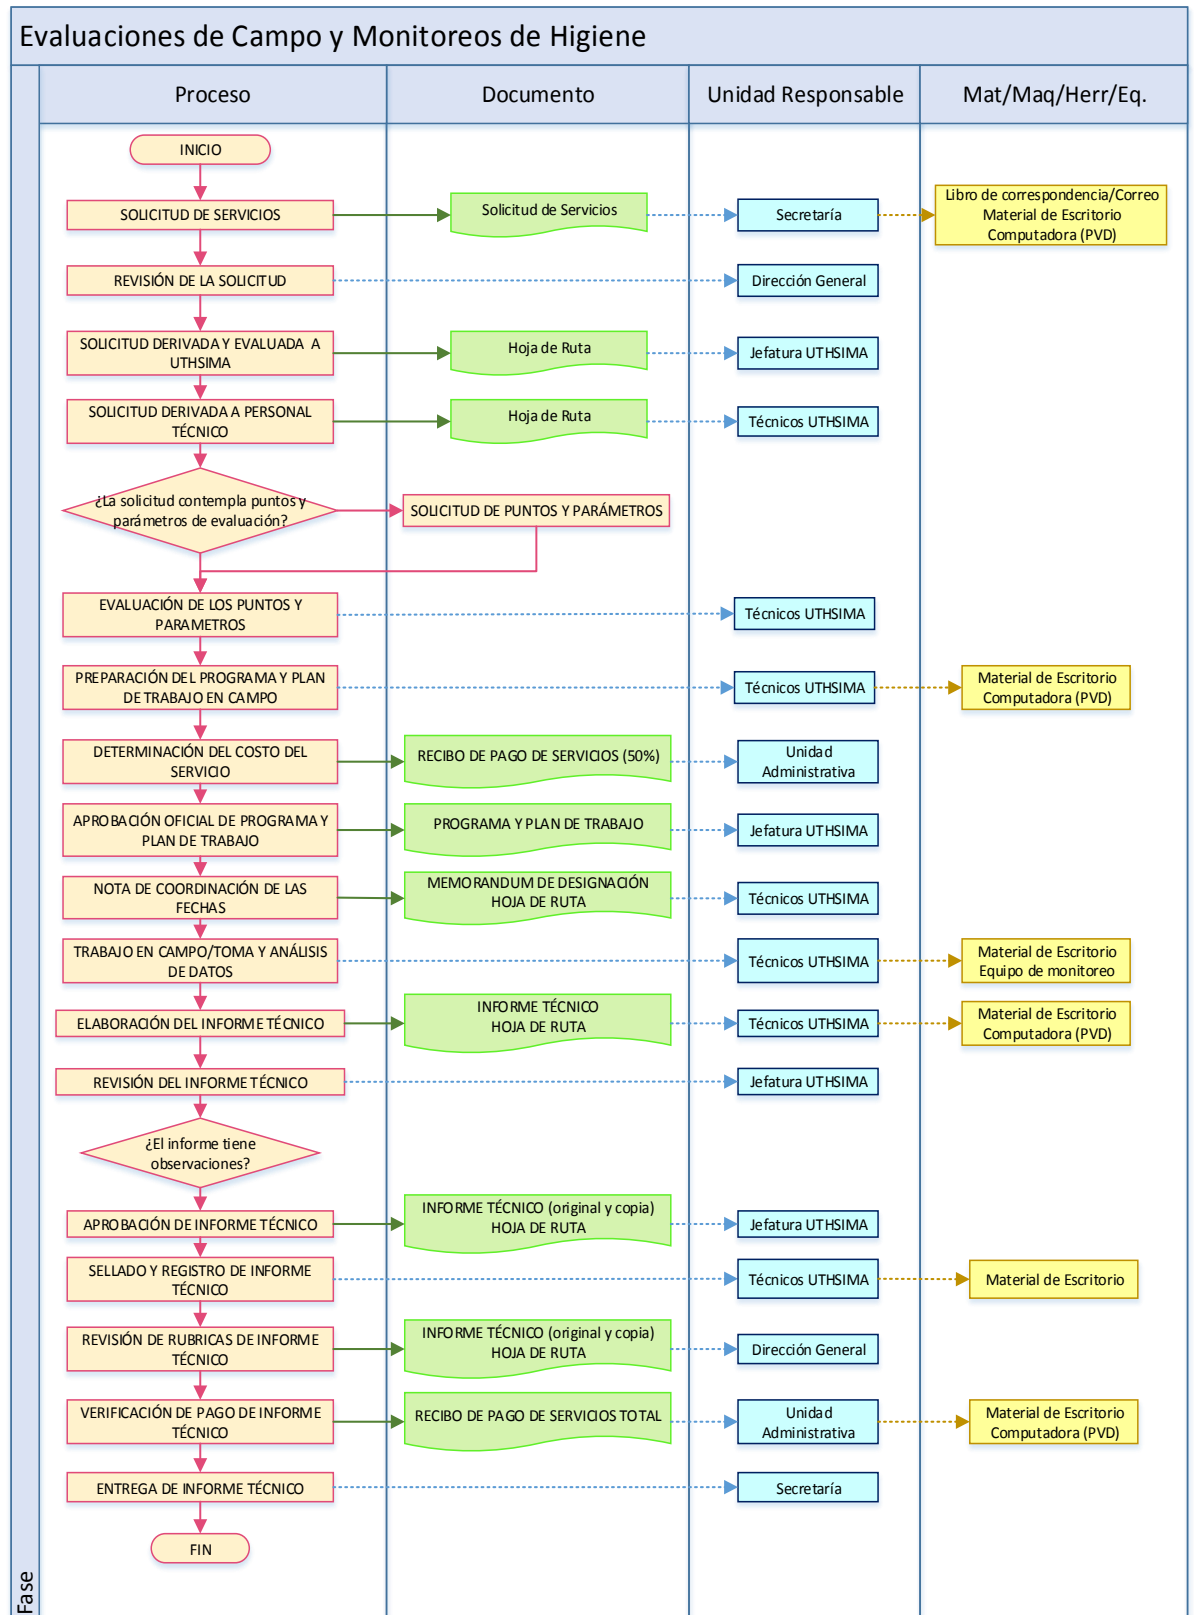 Evaluaciones de Campo y Monitoreos de Higiene
Proceso
Documento
Unidad Responsable
Mat/Maq/Herr/Eq.
INICIO
SOLICITUD DE SERVICIOS
Solicitud de Servicios
Secretaría
Libro de correspondencia/Correo
Material de Escritorio
Computadora (PVD)
REVISIÓN DE LA SOLICITUD
Dirección General
SOLICITUD DERIVADA Y EVALUADA A
UTHSIMA
Hoja de Ruta
Jefatura UTHSIMA
SOLICITUD DERIVADA A PERSONAL
TÉCNICO
Hoja de Ruta
Técnicos UTHSIMA
¿La solicitud contempla puntos y
parámetros de evaluación?
SOLICITUD DE PUNTOS Y PARÁMETROS
EVALUACIÓN DE LOS PUNTOS Y
PARAMETROS
Técnicos UTHSIMA
PREPARACIÓN DEL PROGRAMA Y PLAN
DE TRABAJO EN CAMPO
Técnicos UTHSIMA
Material de Escritorio
Computadora (PVD)
DETERMINACIÓN DEL COSTO DEL
SERVICIO
RECIBO DE PAGO DE SERVICIOS (50%)
Unidad
Administrativa
APROBACIÓN OFICIAL DE PROGRAMA Y
PLAN DE TRABAJO
PROGRAMA Y PLAN DE TRABAJO
Jefatura UTHSIMA
NOTA DE COORDINACIÓN DE LAS
FECHAS
MEMORANDUM DE DESIGNACIÓN
HOJA DE RUTA
Técnicos UTHSIMA
TRABAJO EN CAMPO/TOMA Y ANÁLISIS
DE DATOS
Técnicos UTHSIMA
Material de Escritorio
Equipo de monitoreo
ELABORACIÓN DEL INFORME TÉCNICO
INFORME TÉCNICO
HOJA DE RUTA
Técnicos UTHSIMA
Material de Escritorio
Computadora (PVD)
REVISIÓN DEL INFORME TÉCNICO
Jefatura UTHSIMA
¿El informe tiene
observaciones?
APROBACIÓN DE INFORME TÉCNICO
INFORME TÉCNICO (original y copia)
HOJA DE RUTA
Jefatura UTHSIMA
SELLADO Y REGISTRO DE INFORME
TÉCNICO
Técnicos UTHSIMA
Material de Escritorio
REVISIÓN DE RUBRICAS DE INFORME
TÉCNICO
INFORME TÉCNICO (original y copia)
HOJA DE RUTA
Dirección General
VERIFICACIÓN DE PAGO DE INFORME
TÉCNICO
RECIBO DE PAGO DE SERVICIOS TOTAL
Unidad
Administrativa
Material de Escritorio
Computadora (PVD)
ENTREGA DE INFORME TÉCNICO
Secretaría
FIN
Fase